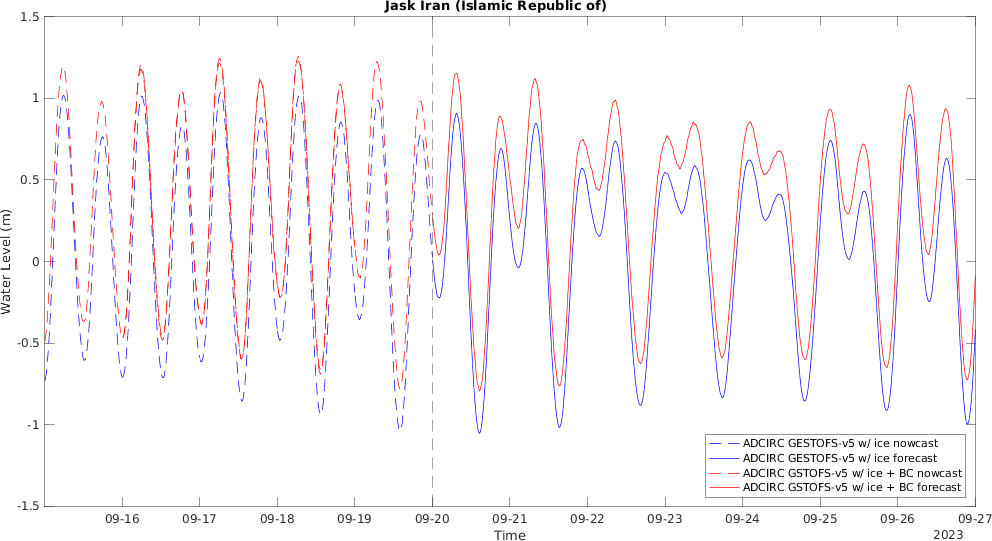 Jask Iran (Islamic Republic of)
Water Level (m)
1.5
1
0.5
0
-0.5
-1
-1.5
09-16
09-17
09-18
09-19
09-20
09-21
09-22
09-23
09-24
09-25
09-26
09-27
Time
2023
ADCIRC GESTOFS-v5 w/ ice nowcast
ADCIRC GESTOFS-v5 w/ ice forecast
ADCIRC GSTOFS-v5 w/ ice + BC nowcast
ADCIRC GSTOFS-v5 w/ ice + BC forecast